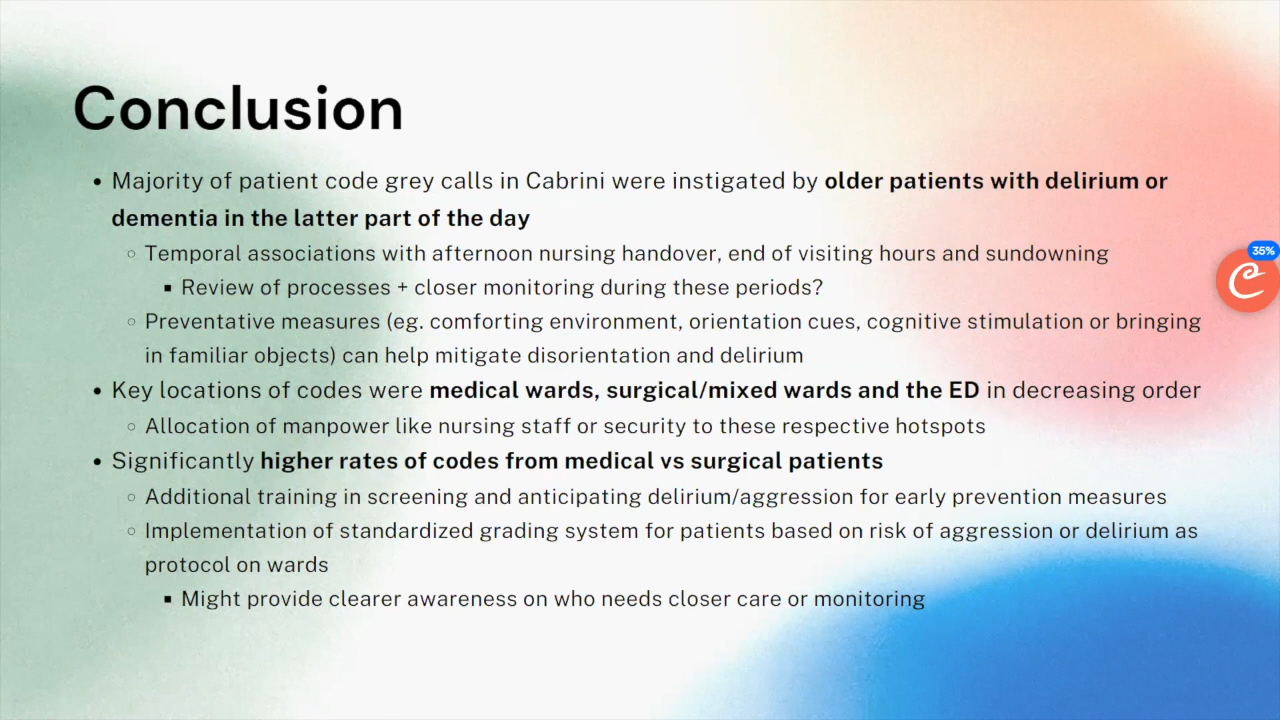 Conclusion
• Majority of patient code grey calls in Cabrini were instigated by older patients with delirium or
dementia in the latter part of the day
◦ Temporal associations with afternoon nursing handover, end of visiting hours and sundowning
▪ Review of processes + closer monitoring during these periods?
◦ Preventative measures (eg. comforting environment, orientation cues, cognitive stimulation or bringing
in familiar objects) can help mitigate disorientation and delirium
• Key locations of codes were medical wards, surgical/mixed wards and the ED in decreasing order
◦ Allocation of manpower like nursing staff or security to these respective hotspots
• Significantly higher rates of codes from medical vs surgical patients
◦ Additional training in screening and anticipating delirium/aggression for early prevention measures
◦ Implementation of standardized grading system for patients based on risk of aggression or delirium as
protocol on wards
▪ Might provide clearer awareness on who needs closer care or monitoring
35%